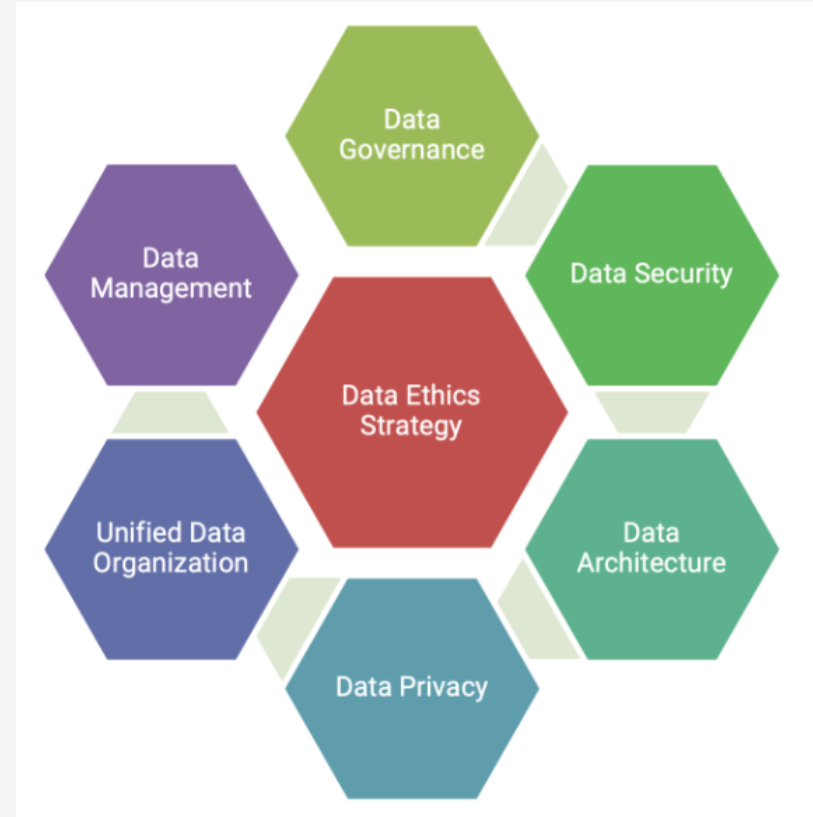 Data
Governance
Data Security
Data
Management
Data Ethics
Strategy
Unified Data
Organization
Data
Architecture
Data Privacy